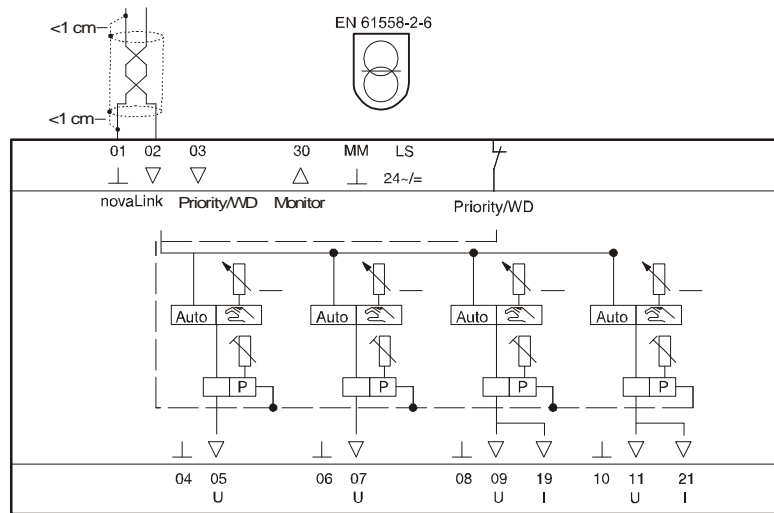 EN 61558-2-6
<1 cm
<1 cm
01 02 03 30 MM LS
24~/=
novaLink Priority/WD Monitor Priority/WD
Auto Auto Auto Auto
P P P P
04 05 06 07 08 09 19 10 11 21
U U U I U I